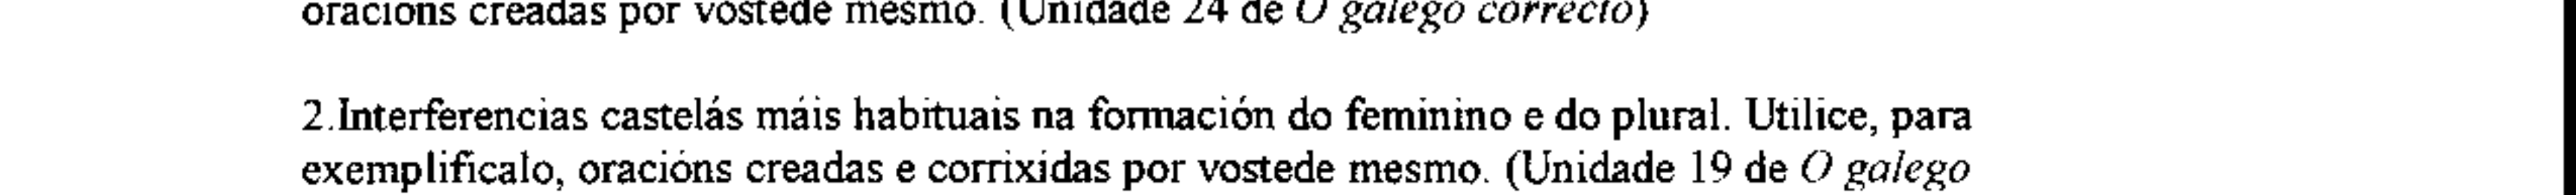 oracións creadas por vostede mesmo. (Unidade 24 de O galego correcto)
2.Interferencias castelás máis habituais na formación do feminino e do plural. Utilice, para
exemplificalo, oracións creadas e corrixidas por vostede mesmo. (Unidade 19 de O galego